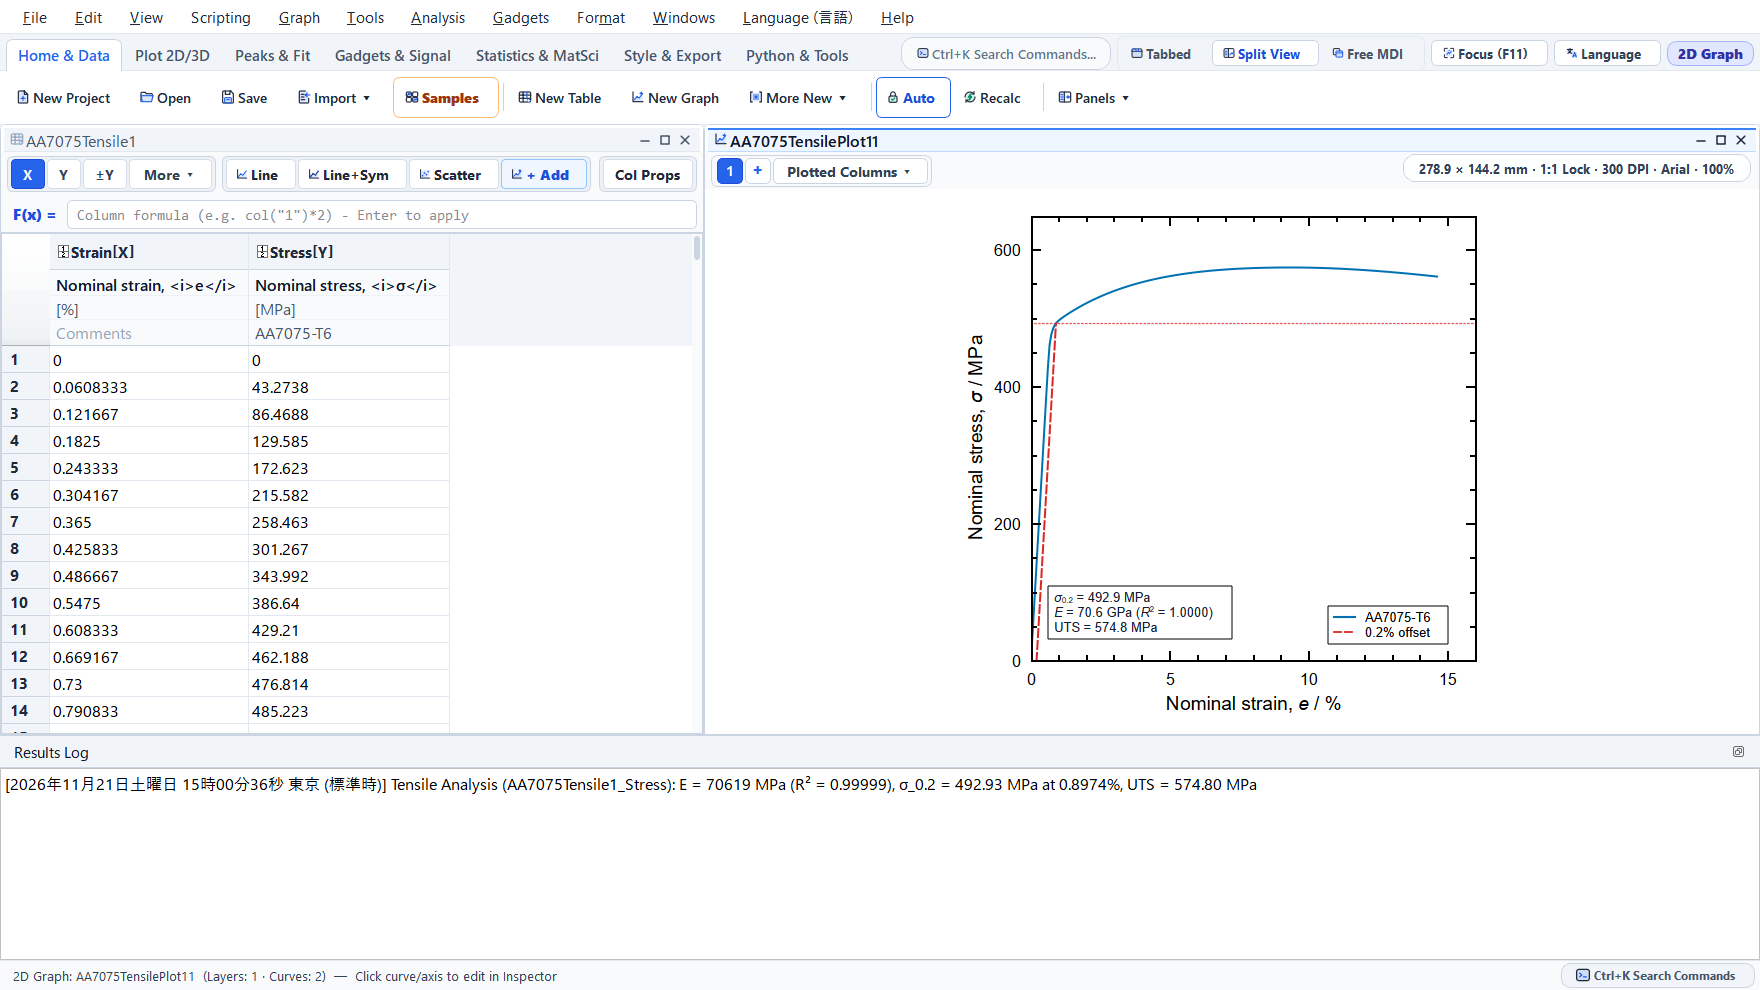 File Edit View Scripting Graph Tools Analysis Gadgets Format Windows Language (言語) Help
Home & Data Plot 2D/3D Peaks & Fit Gadgets & Signal Statistics & MatSci Style & Export Python & Tools Ctrl+K Search Commands... Tabbed Split View Free MDI Focus (F11) Language 2D Graph
New Project Open Save Import Samples New Table New Graph More New Auto Recalc Panels
AA7075Tensile1
X Y ±Y More Line Line+Sym Scatter + Add Col Props
F(x) = Column formula (e.g. col("1")*2) - Enter to apply
Strain[X] Stress[Y]
Nominal strain, <i>e</i> Nominal stress, <i>σ</i>
[%] [MPa]
Comments AA7075-T6
1 0 0
2 0.0608333 43.2738
3 0.121667 86.4688
4 0.1825 129.585
5 0.243333 172.623
6 0.304167 215.582
7 0.365 258.463
8 0.425833 301.267
9 0.486667 343.992
10 0.5475 386.64
11 0.608333 429.21
12 0.669167 462.188
13 0.73 476.814
14 0.790833 485.223
AA7075TensilePlot11
1 + Plotted Columns 278.9 × 144.2 mm · 1:1 Lock · 300 DPI · Arial · 100%
600
400
200
0
Nominal stress, σ / MPa
σ0.2 = 492.9 MPa
E = 70.6 GPa (R² = 1.0000)
UTS = 574.8 MPa
AA7075-T6
0.2% offset
0 5 10 15
Nominal strain, e / %
Results Log
[2026年11月21日土曜日 15時00分36秒 東京 (標準時)] Tensile Analysis (AA7075Tensile1_Stress): E = 70619 MPa (R² = 0.99999), σ_0.2 = 492.93 MPa at 0.8974%, UTS = 574.80 MPa
2D Graph: AA7075TensilePlot11 (Layers: 1 · Curves: 2) — Click curve/axis to edit in Inspector Ctrl+K Search Commands